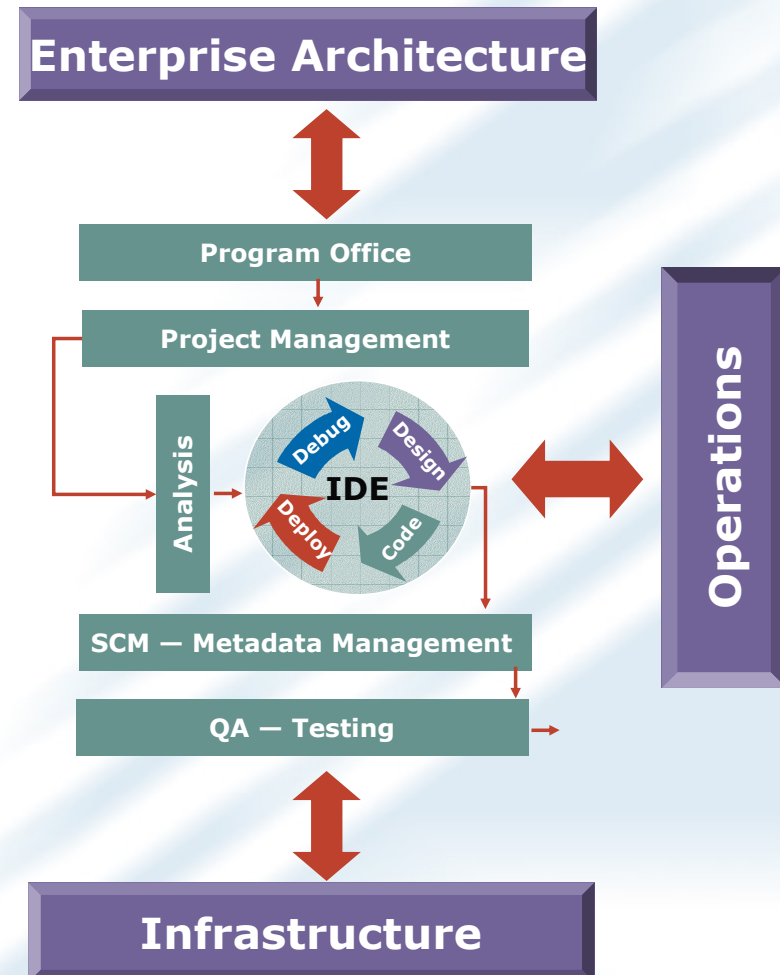 Enterprise Architecture
Program Office
Project Management
Analysis
Debug
Design
IDE
Deploy
Code
Operations
SCM — Metadata Management
QA — Testing
Infrastructure